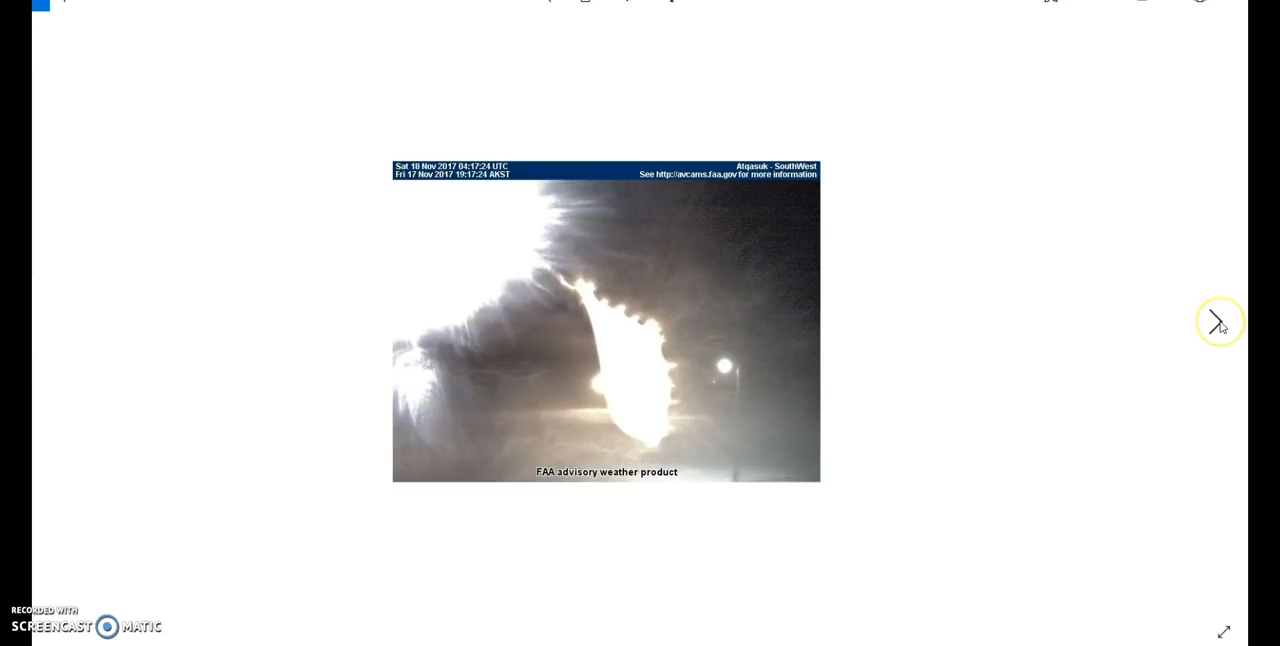 Sat 18 Nov 2017 04:17:24 UTC
Fri 17 Nov 2017 19:17:24 AKST
Atqasuk - SouthWest
See http://avcams.faa.gov for more information
FAA advisory weather product
RECORDED WITH
SCREENCAST MATIC